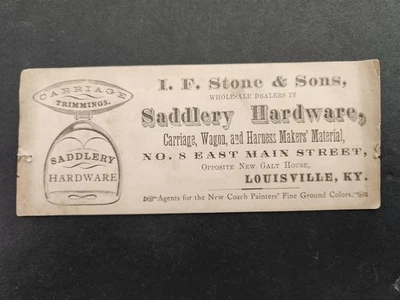 CARRIAGE
TRIMMINGS.
SADDLERY
HARDWARE
I. F. Stone & Sons,
WHOLESALE DEALERS IN
Saddlery Hardware,
Carriage, Wagon, and Harness Makers' Material,
NO. 8 EAST MAIN STREET,
OPPOSITE NEW GALT HOUSE,
LOUISVILLE, KY.
Agents for the New Coach Painters' Fine Ground Colors.